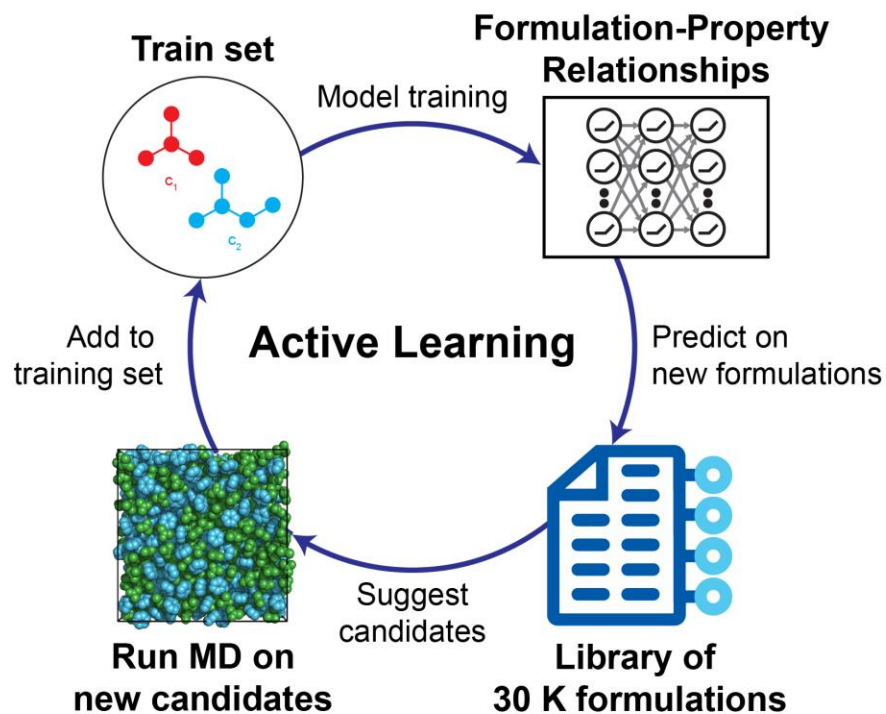 Train set
Formulation-Property
Relationships
Model training
c1
c2
Add to
training set
Active Learning
Predict on
new formulations
Suggest
candidates
Run MD on
new candidates
Library of
30 K formulations